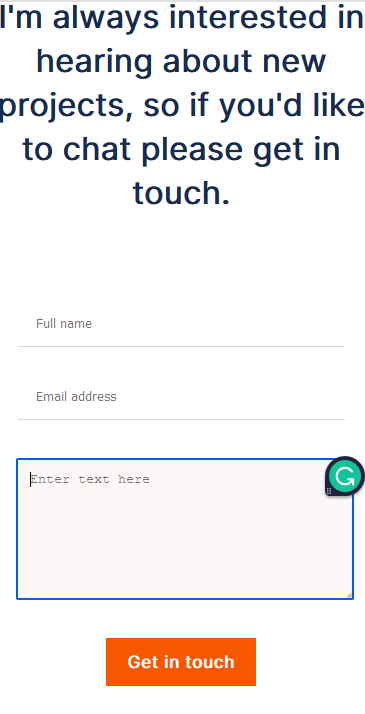 I'm always interested in
hearing about new
projects, so if you'd like
to chat please get in
touch.
Full name
Email address
Enter text here
Get in touch